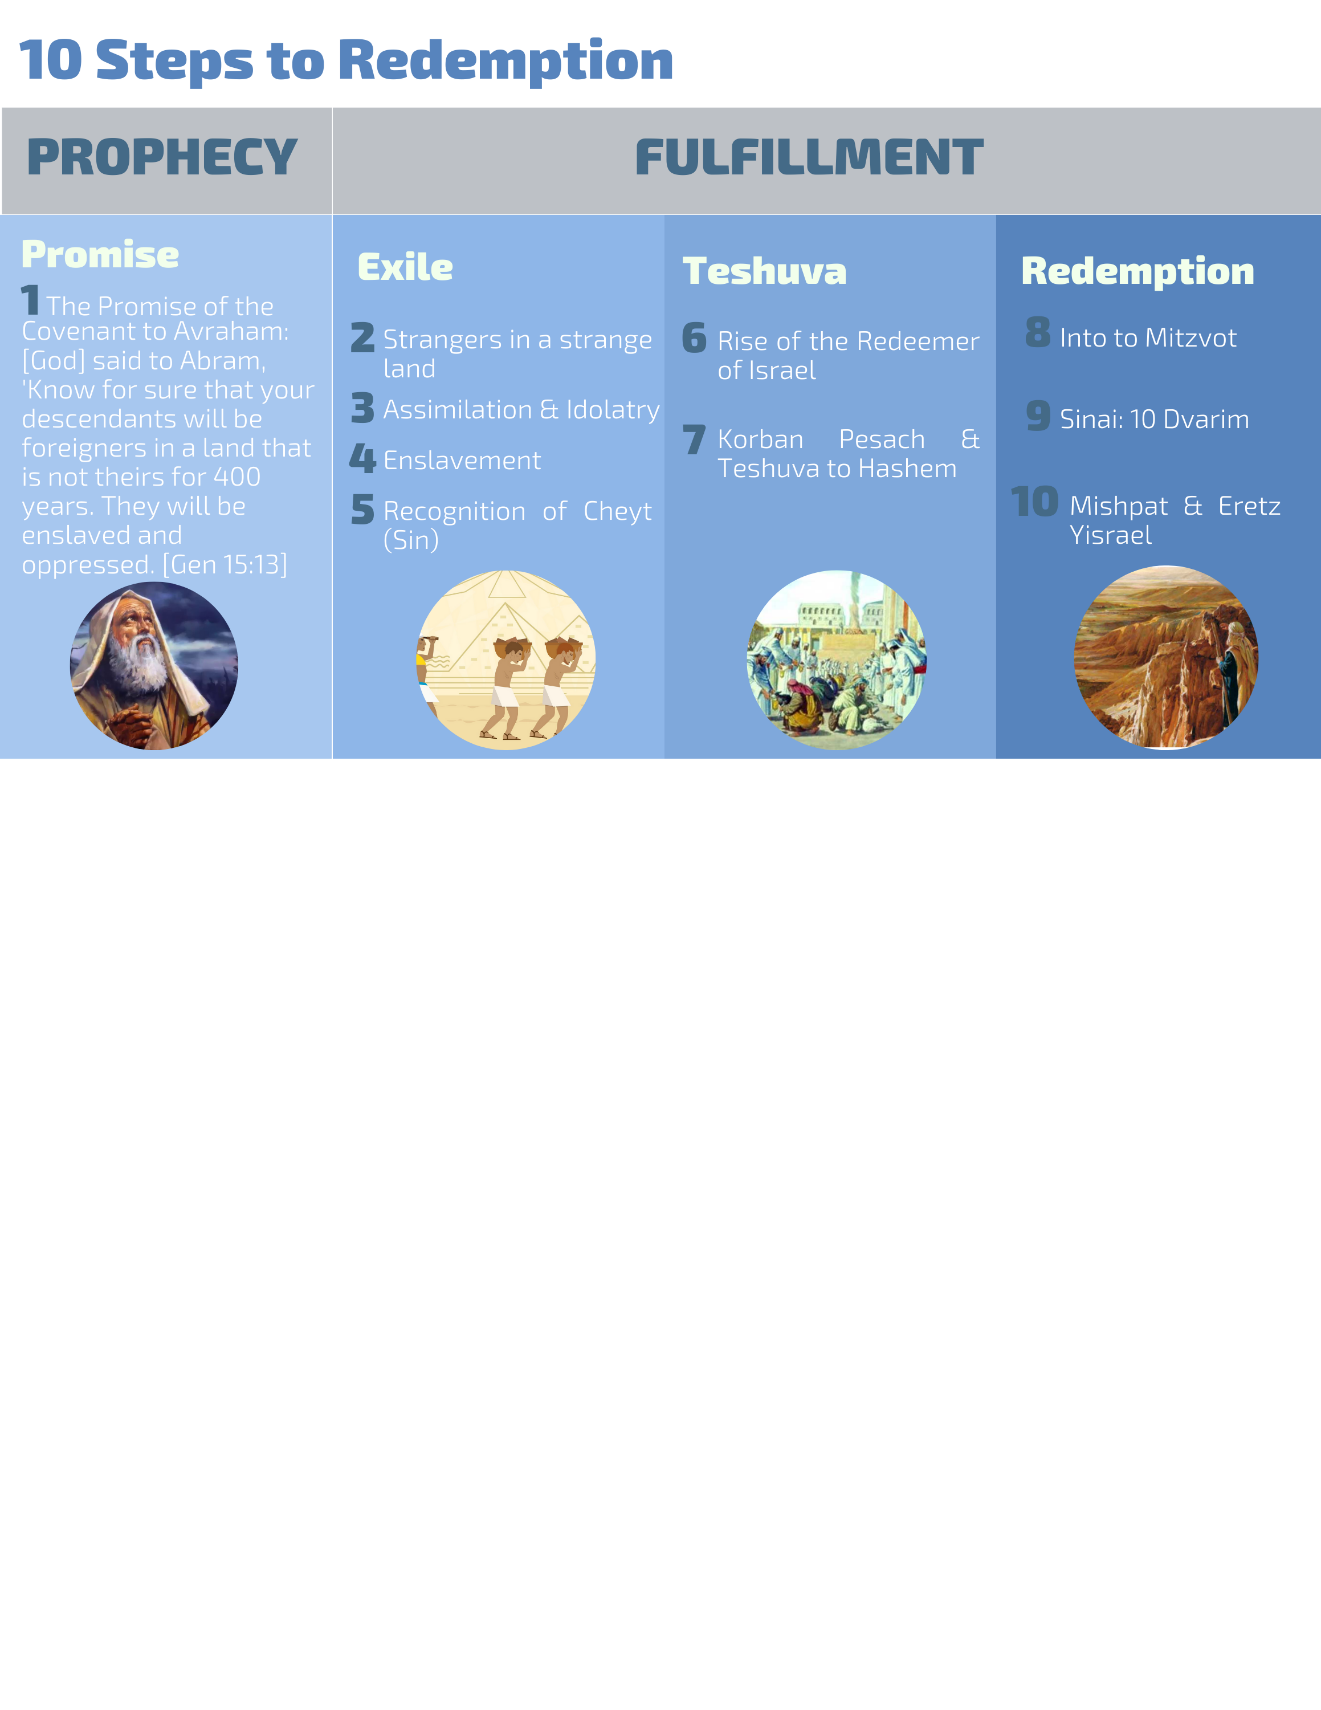 10 Steps to Redemption
PROPHECY
FULFILLMENT
Promise
1 The Promise of the
Covenant to Avraham:
[God] said to Abram,
'Know for sure that your
descendants will be
foreigners in a land that
is not theirs for 400
years. They will be
enslaved and
oppressed. [Gen 15:13]
Exile
2 Strangers in a strange
land
3 Assimilation & Idolatry
4 Enslavement
5 Recognition of Cheyt
(Sin)
Teshuva
6 Rise of the Redeemer
of Israel
7 Korban Pesach &
Teshuva to Hashem
Redemption
8 Into to Mitzvot
9 Sinai: 10 Dvarim
10 Mishpat & Eretz
Yisrael